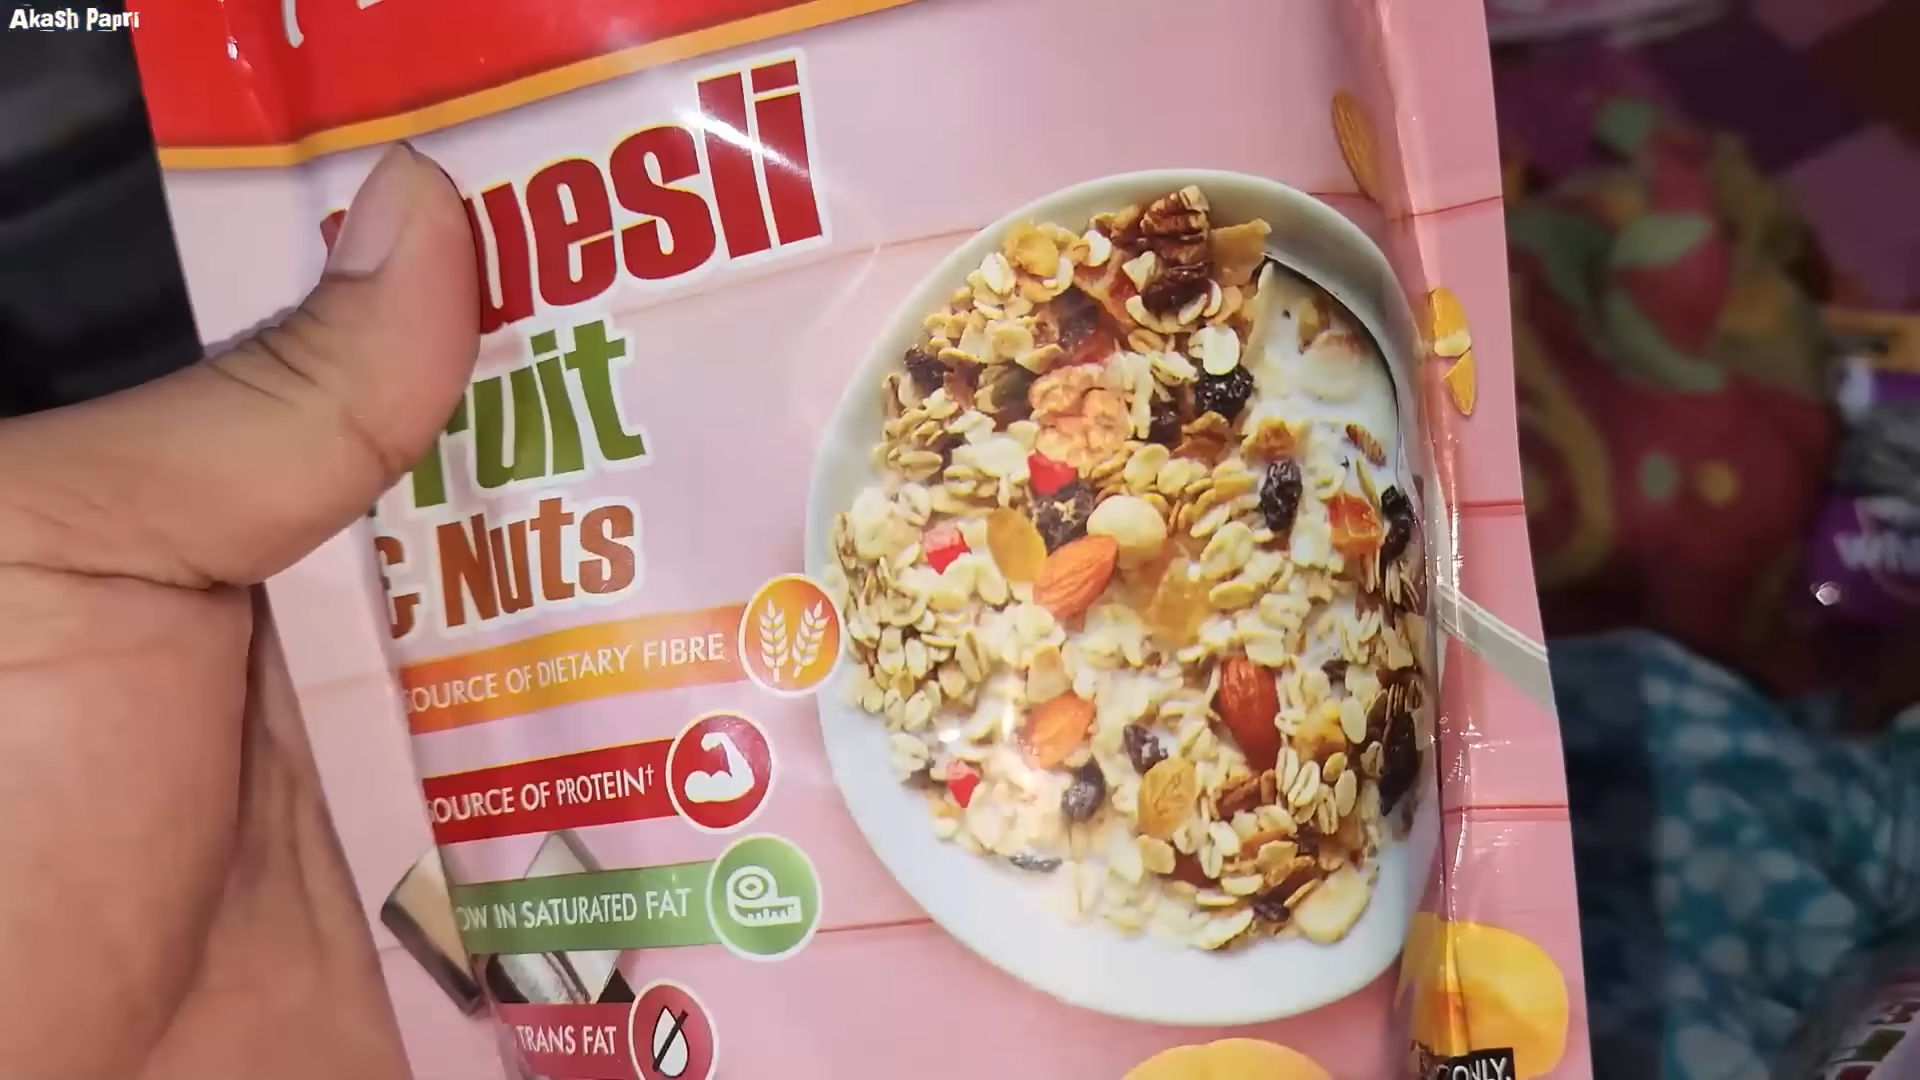 Akash Papri
uesli
ruit
& Nuts
SOURCE OF DIETARY FIBRE
SOURCE OF PROTEIN†
OW IN SATURATED FAT
TRANS FAT
ONLY.